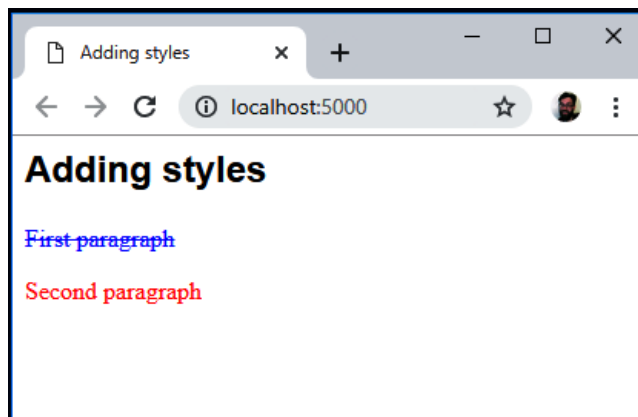 Adding styles
localhost:5000
Adding styles
First paragraph
Second paragraph